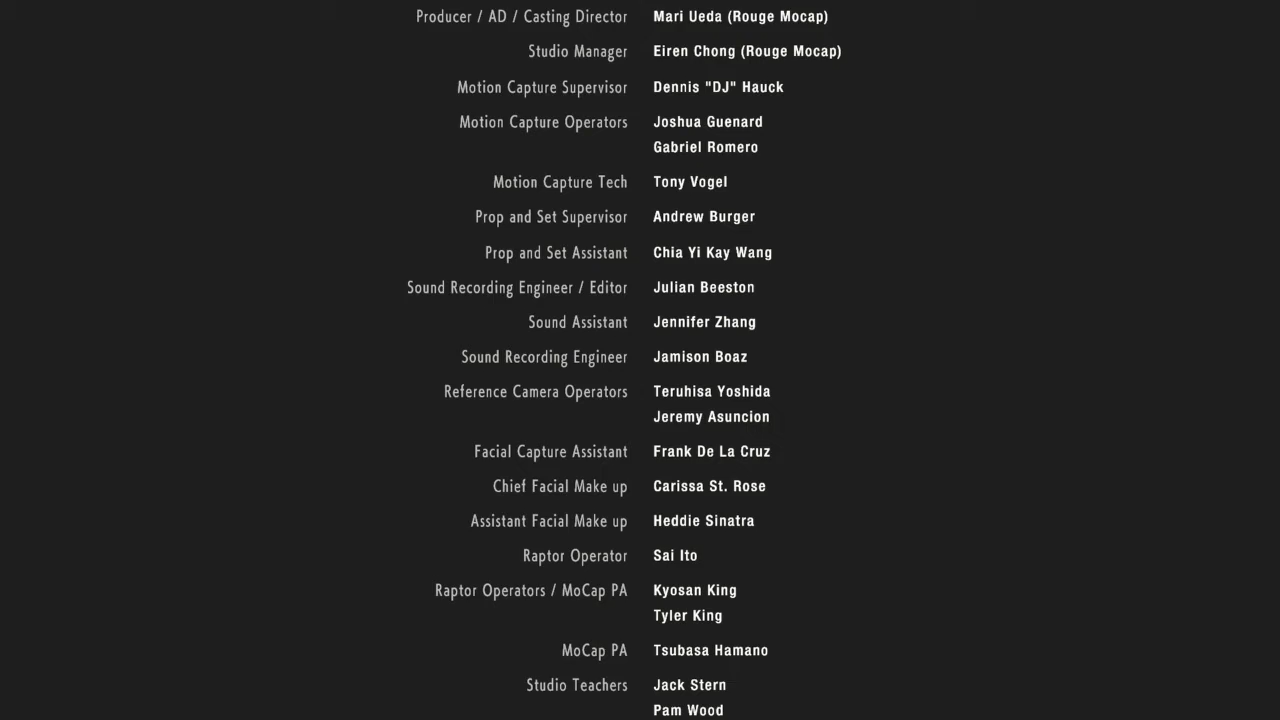 Producer / AD / Casting Director Mari Ueda (Rouge Mocap)
Studio Manager Eiren Chong (Rouge Mocap)
Motion Capture Supervisor Dennis "DJ" Hauck
Motion Capture Operators Joshua Guenard
Gabriel Romero
Motion Capture Tech Tony Vogel
Prop and Set Supervisor Andrew Burger
Prop and Set Assistant Chia Yi Kay Wang
Sound Recording Engineer / Editor Julian Beeston
Sound Assistant Jennifer Zhang
Sound Recording Engineer Jamison Boaz
Reference Camera Operators Teruhisa Yoshida
Jeremy Asuncion
Facial Capture Assistant Frank De La Cruz
Chief Facial Make up Carissa St. Rose
Assistant Facial Make up Heddie Sinatra
Raptor Operator Sai Ito
Raptor Operators / MoCap PA Kyosan King
Tyler King
MoCap PA Tsubasa Hamano
Studio Teachers Jack Stern
Pam Wood